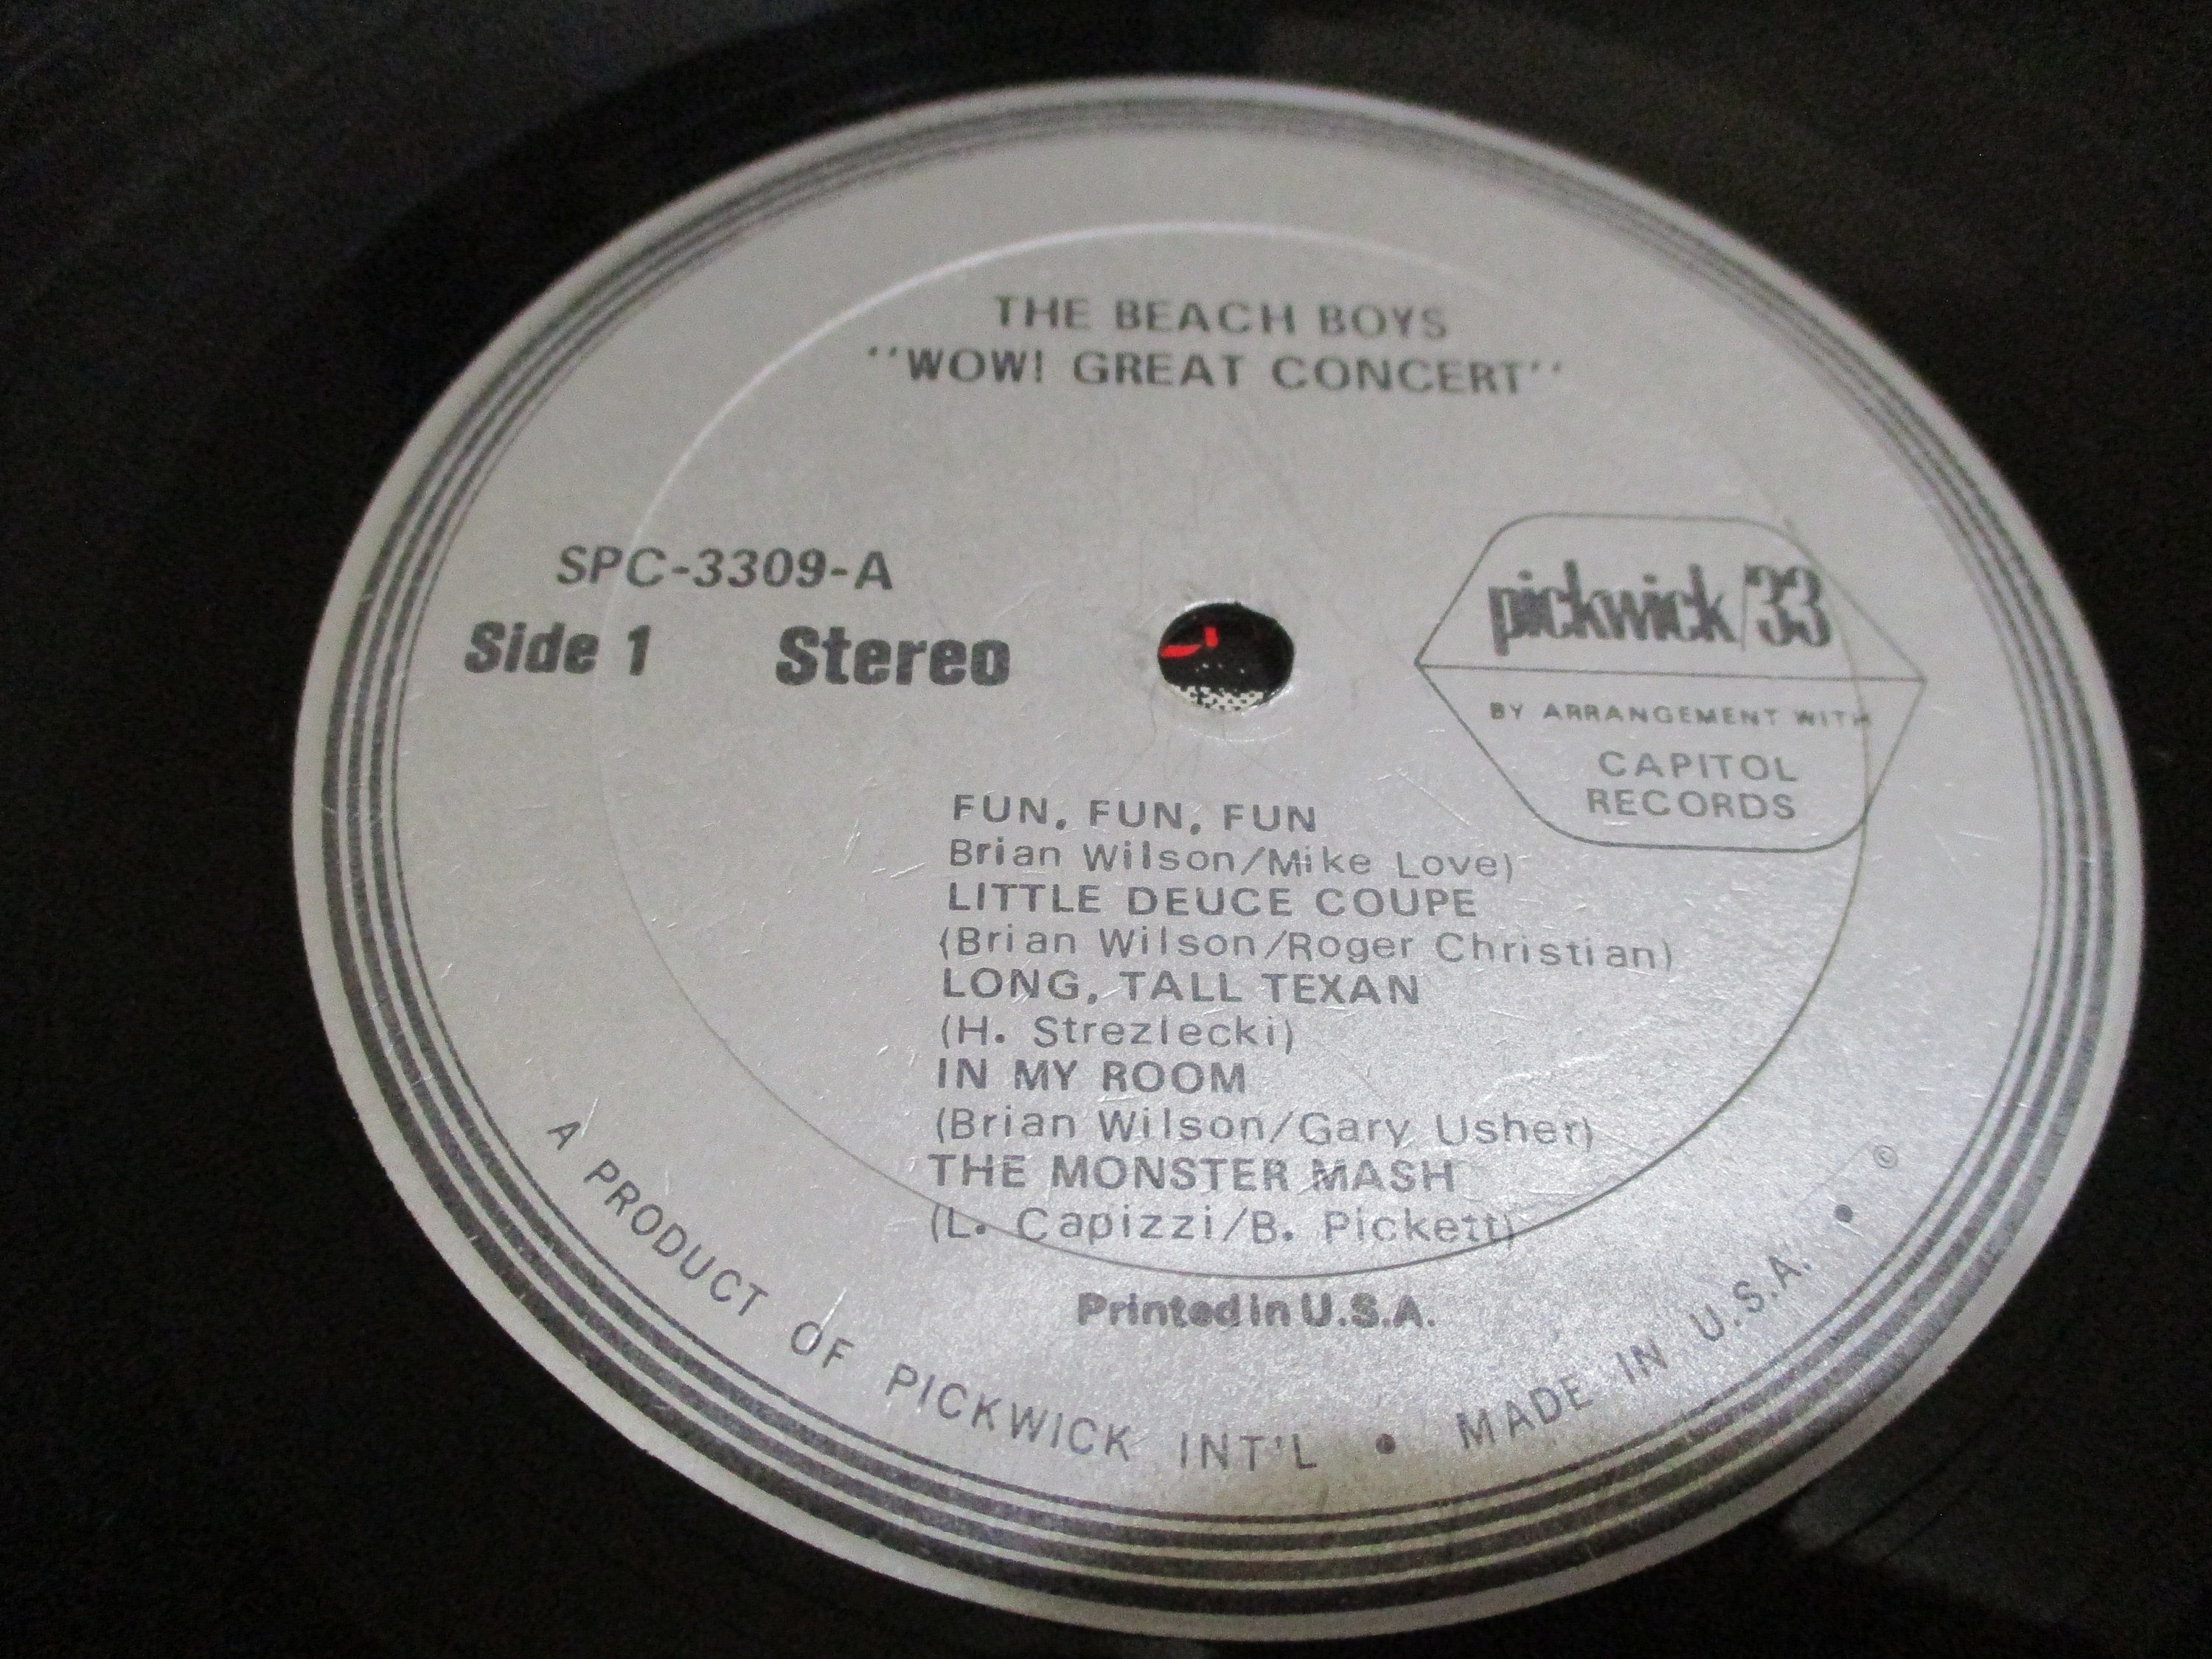 THE BEACH BOYS
''WOW! GREAT CONCERT''
SPC-3309-A
Side 1 Stereo
pickwick/33
BY ARRANGEMENT WITH
CAPITOL
RECORDS
FUN, FUN, FUN
Brian Wilson/Mike Love)
LITTLE DEUCE COUPE
(Brian Wilson/Roger Christian)
LONG, TALL TEXAN
(H. Strezlecki)
IN MY ROOM
(Brian Wilson/Gary Usher)
THE MONSTER MASH
(L. Capizzi/B. Pickett)
Printed in U.S.A.
A PRODUCT OF PICKWICK INT'L • MADE IN U.S.A. • ©